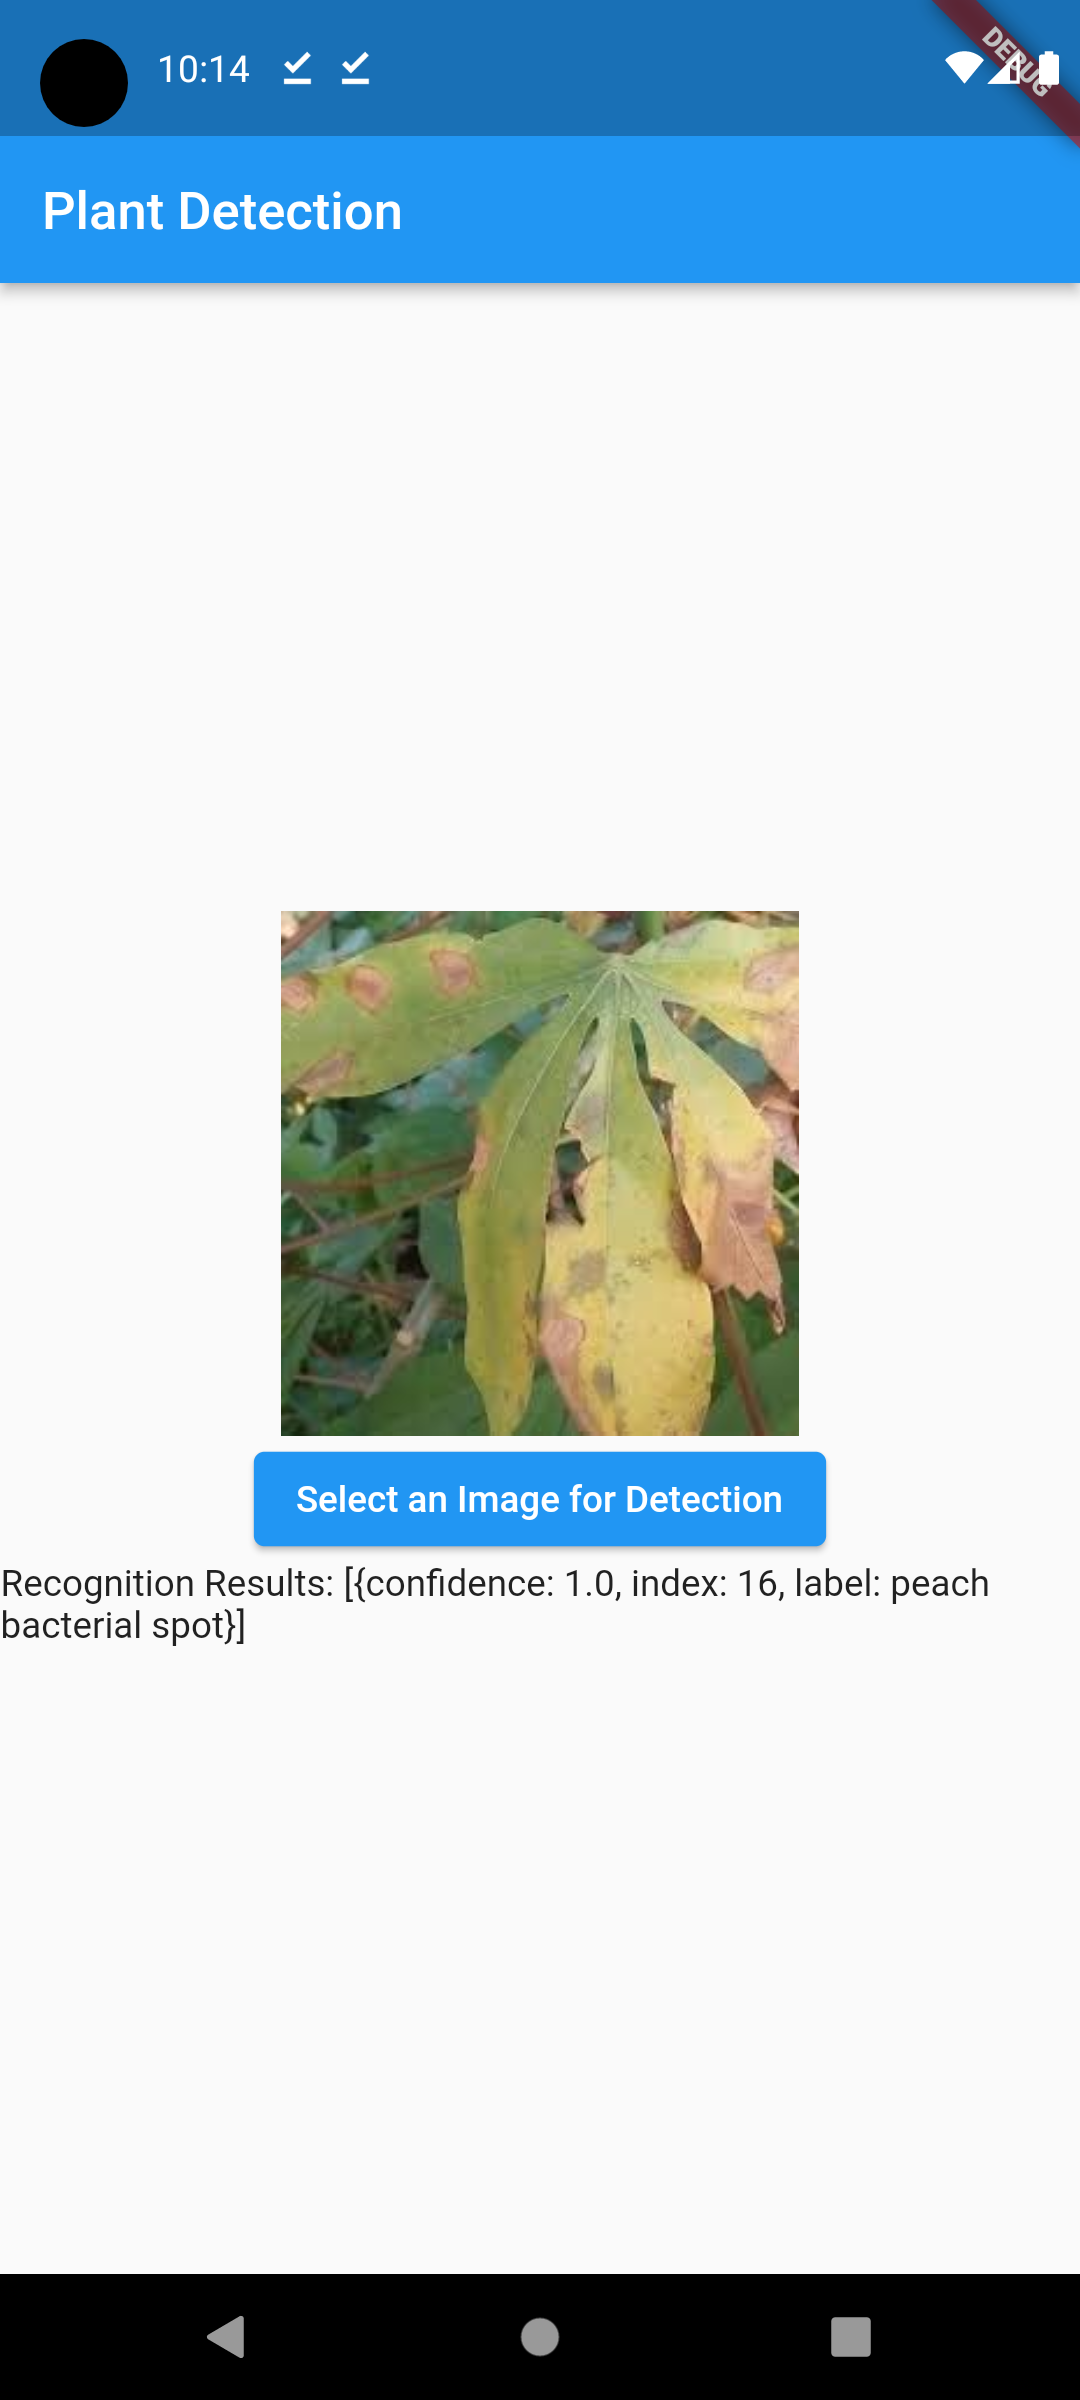 10:14
DEBUG
Plant Detection
Select an Image for Detection
Recognition Results: [{confidence: 1.0, index: 16, label: peach
bacterial spot}]